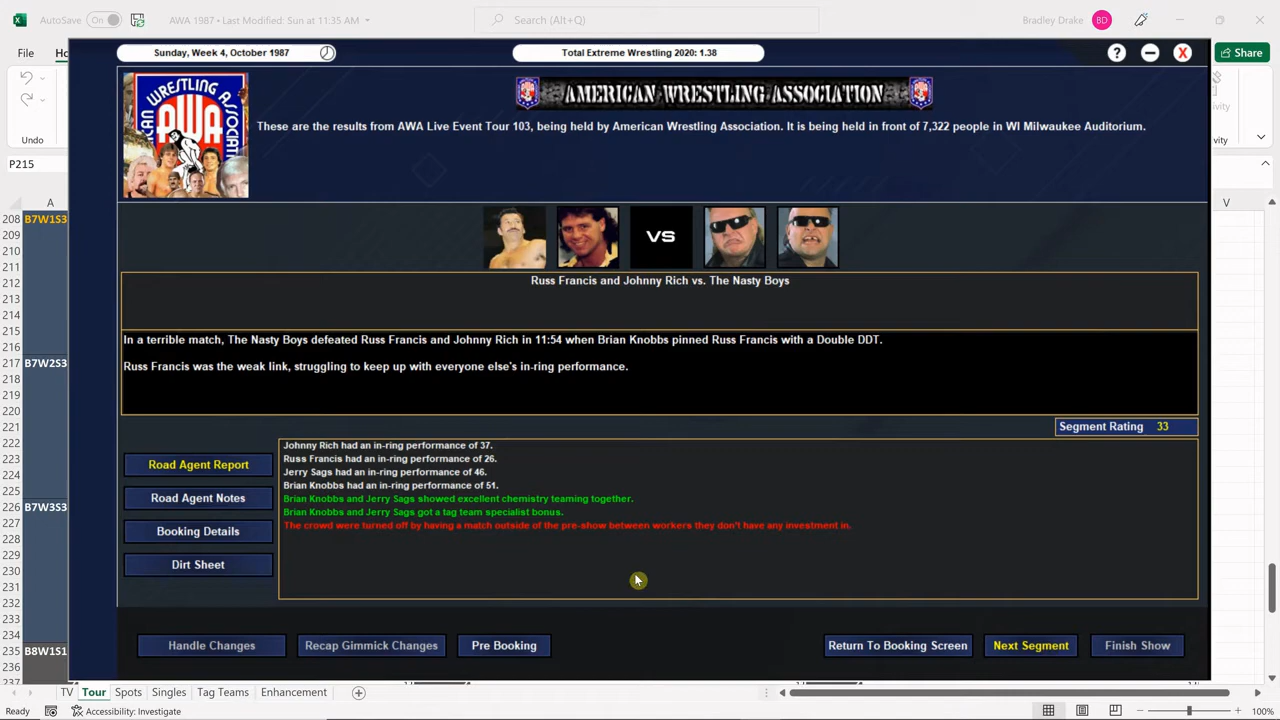 AutoSave On AWA 1987 • Last Modified: Sun at 11:35 AM Search (Alt+Q) Bradley Drake BD
File Ho Share
Sunday, Week 4, October 1987 Total Extreme Wrestling 2020: 1.38 ? X
AMERICAN WRESTLING ASSOCIATION
AWA
These are the results from AWA Live Event Tour 103, being held by American Wrestling Association. It is being held in front of 7,322 people in WI Milwaukee Auditorium.
Undo
P215
A V
VS
Russ Francis and Johnny Rich vs. The Nasty Boys
In a terrible match, The Nasty Boys defeated Russ Francis and Johnny Rich in 11:54 when Brian Knobbs pinned Russ Francis with a Double DDT.
Russ Francis was the weak link, struggling to keep up with everyone else's in-ring performance.
Segment Rating 33
Road Agent Report
Road Agent Notes
Booking Details
Dirt Sheet
Johnny Rich had an in-ring performance of 37.
Russ Francis had an in-ring performance of 26.
Jerry Sags had an in-ring performance of 46.
Brian Knobbs had an in-ring performance of 51.
Brian Knobbs and Jerry Sags showed excellent chemistry teaming together.
Brian Knobbs and Jerry Sags got a tag team specialist bonus.
The crowd were turned off by having a match outside of the pre-show between workers they don't have any investment in.
Handle Changes Recap Gimmick Changes Pre Booking Return To Booking Screen Next Segment Finish Show
208 B7W1S3
209
210
211
212
213
214
215
216
217 B7W2S3
218
219
220
221
222
223
224
225
226 B7W3S3
227
228
229
230
231
232
233
234
235 B8W1S1
236
TV Tour Spots Singles Tag Teams Enhancement
Ready Accessibility: Investigate 100%